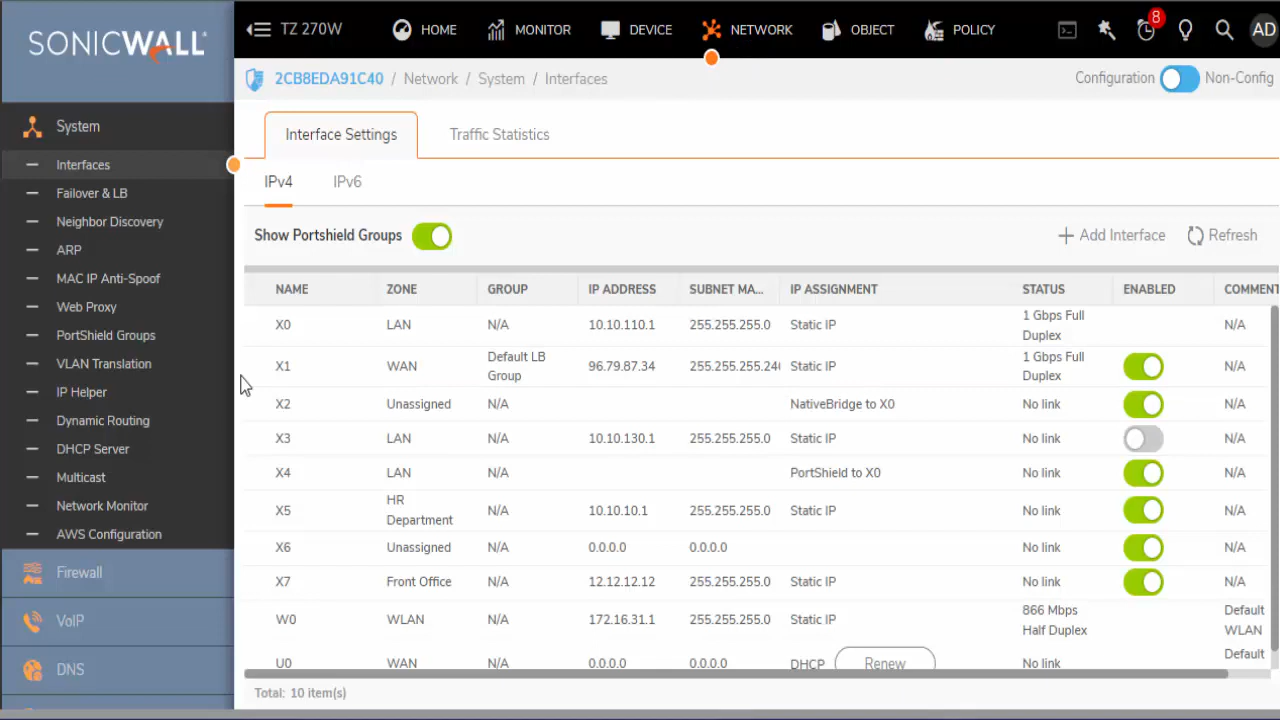 SONICWALL
TZ 270W
HOME
MONITOR
DEVICE
NETWORK
OBJECT
POLICY
8
AD
2CB8EDA91C40 / Network / System / Interfaces
Configuration
Non-Config
System
Interfaces
Failover & LB
Neighbor Discovery
ARP
MAC IP Anti-Spoof
Web Proxy
PortShield Groups
VLAN Translation
IP Helper
Dynamic Routing
DHCP Server
Multicast
Network Monitor
AWS Configuration
Firewall
VoIP
DNS
Interface Settings
Traffic Statistics
IPv4
IPv6
Show Portshield Groups
Add Interface
Refresh
NAME ZONE GROUP IP ADDRESS SUBNET MA... IP ASSIGNMENT STATUS ENABLED COMMENT
X0 LAN N/A 10.10.110.1 255.255.255.0 Static IP 1 Gbps Full Duplex N/A
X1 WAN Default LB Group 96.79.87.34 255.255.255.240 Static IP 1 Gbps Full Duplex N/A
X2 Unassigned N/A NativeBridge to X0 No link N/A
X3 LAN N/A 10.10.130.1 255.255.255.0 Static IP No link N/A
X4 LAN N/A PortShield to X0 No link N/A
X5 HR Department N/A 10.10.10.1 255.255.255.0 Static IP No link N/A
X6 Unassigned N/A 0.0.0.0 0.0.0.0 No link N/A
X7 Front Office N/A 12.12.12.12 255.255.255.0 Static IP No link N/A
W0 WLAN N/A 172.16.31.1 255.255.255.0 Static IP 866 Mbps Half Duplex Default WLAN
U0 WAN N/A 0.0.0.0 0.0.0.0 DHCP Renew No link Default
Total: 10 item(s)